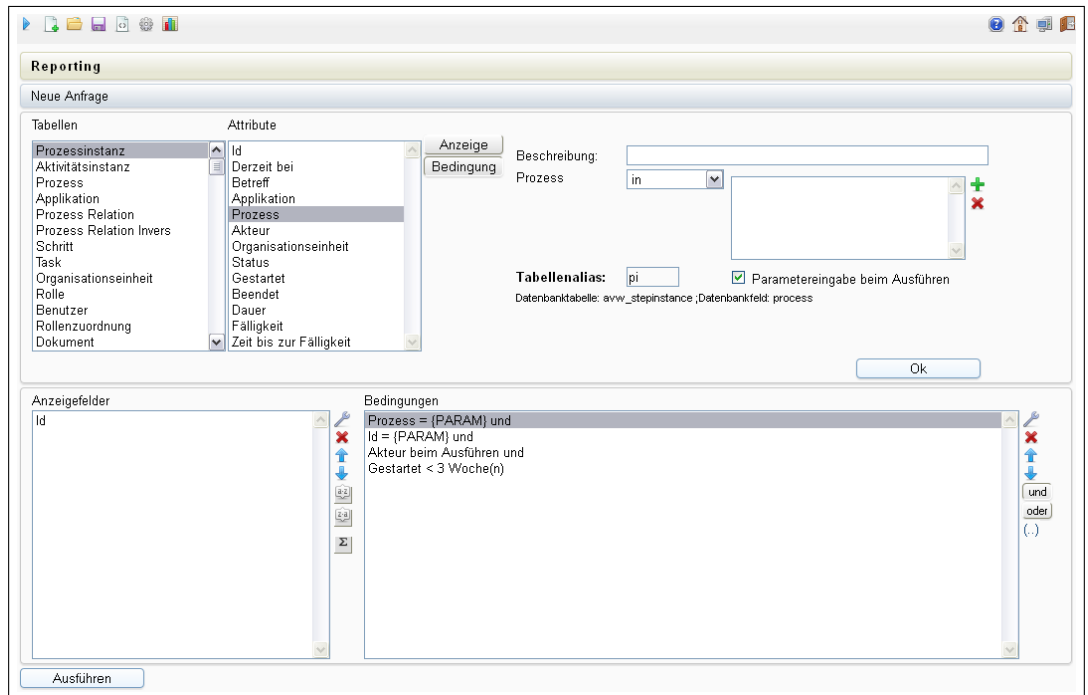 Reporting
Neue Anfrage
Tabellen
Attribute
Prozessinstanz
Aktivitätsinstanz
Prozess
Applikation
Prozess Relation
Prozess Relation Invers
Schritt
Task
Organisationseinheit
Rolle
Benutzer
Rollenzuordnung
Dokument
Id
Derzeit bei
Betreff
Applikation
Prozess
Akteur
Organisationseinheit
Status
Gestartet
Beendet
Dauer
Fälligkeit
Zeit bis zur Fälligkeit
Anzeige
Bedingung
Beschreibung:
Prozess
in
Tabellenalias:
pi
Parametereingabe beim Ausführen
Datenbanktabelle: avw_stepinstance ;Datenbankfeld: process
Ok
Anzeigefelder
Id
a-z
z-a
Σ
Bedingungen
Prozess = {PARAM} und
Id = {PARAM} und
Akteur beim Ausführen und
Gestartet < 3 Woche(n)
und
oder
(..)
Ausführen